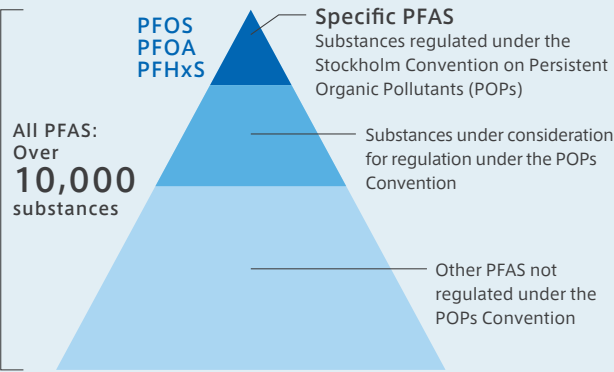 PFOS
PFOA
PFHxS
Specific PFAS
Substances regulated under the
Stockholm Convention on Persistent
Organic Pollutants (POPs)
All PFAS:
Over
10,000
substances
Substances under consideration
for regulation under the POPs
Convention
Other PFAS not
regulated under the
POPs Convention